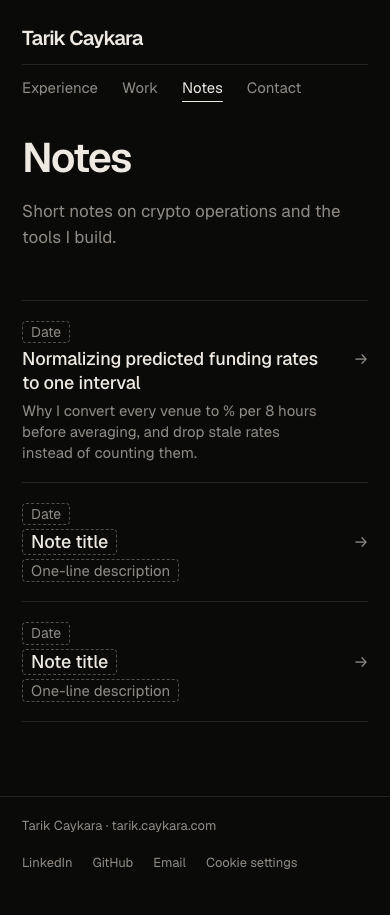 Tarik Caykara
Experience Work Notes Contact
Notes
Short notes on crypto operations and the
tools I build.
Date
Normalizing predicted funding rates →
to one interval
Why I convert every venue to % per 8 hours
before averaging, and drop stale rates
instead of counting them.
Date
Note title →
One-line description
Date
Note title →
One-line description
Tarik Caykara · tarik.caykara.com
LinkedIn GitHub Email Cookie settings